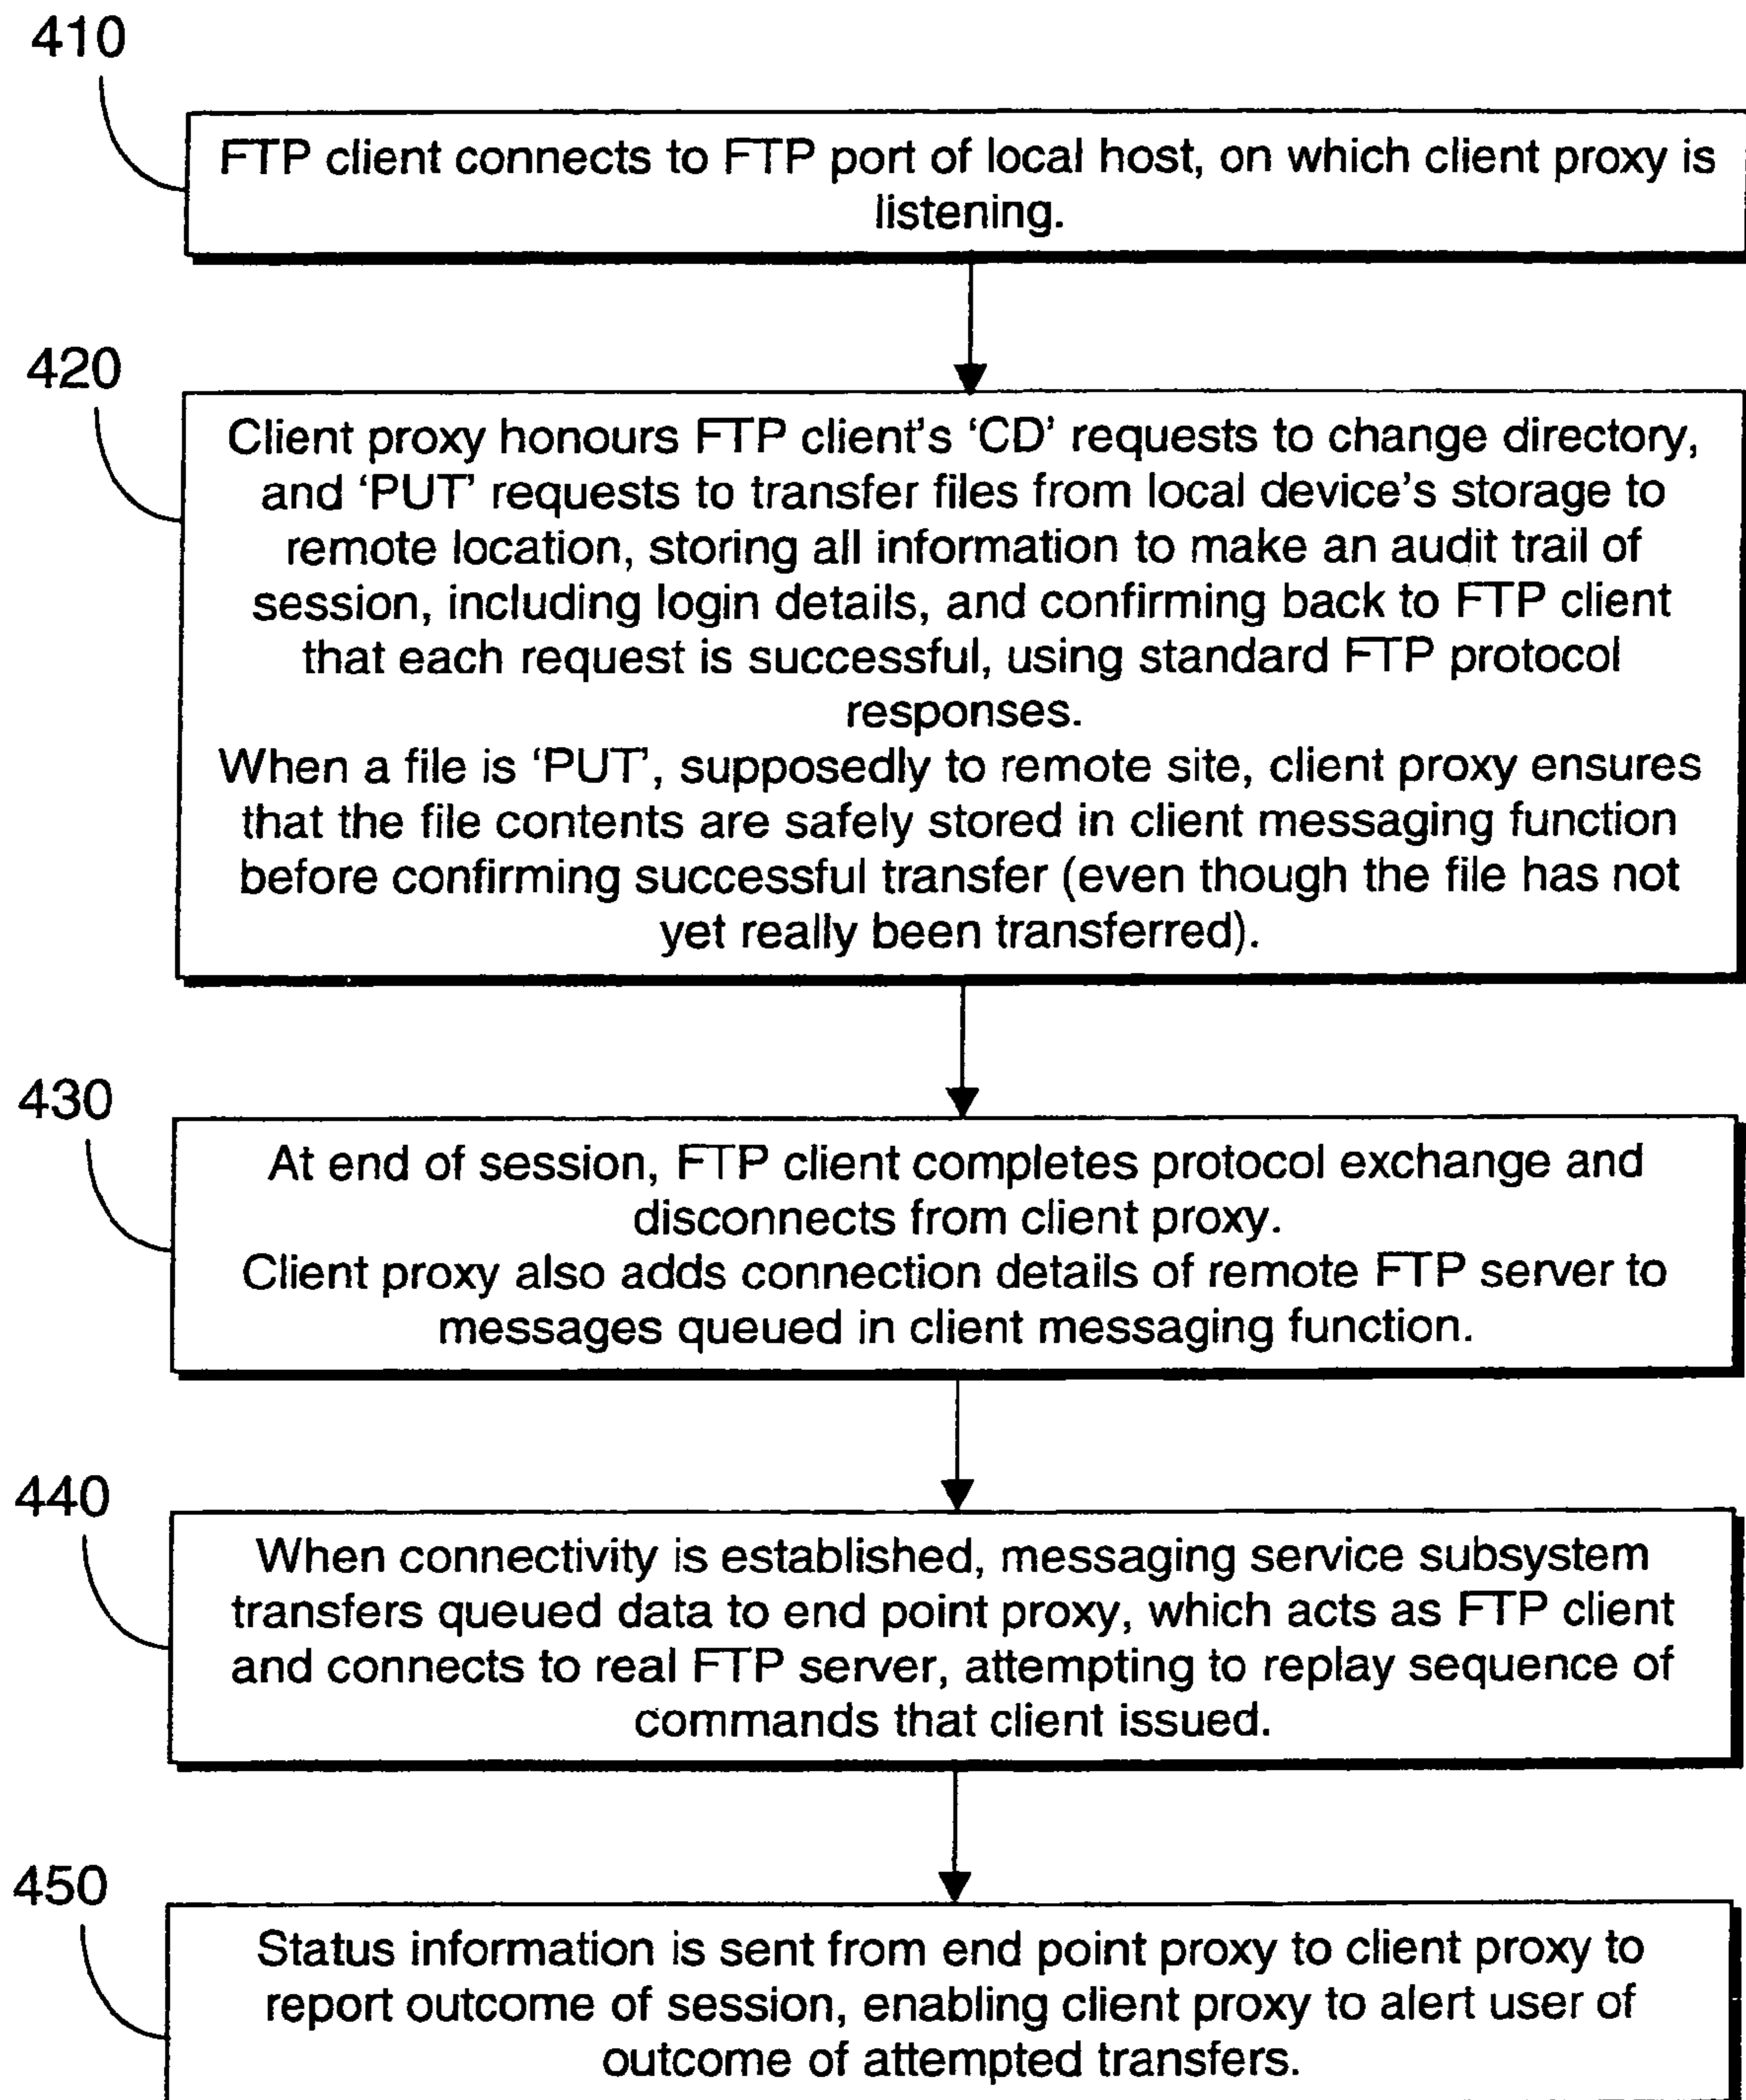 410
FTP client connects to FTP port of local host, on which client proxy is
listening.
420
Client proxy honours FTP client's 'CD' requests to change directory,
and 'PUT' requests to transfer files from local device's storage to
remote location, storing all information to make an audit trail of
session, including login details, and confirming back to FTP client
that each request is successful, using standard FTP protocol
responses.
When a file is 'PUT', supposedly to remote site, client proxy ensures
that the file contents are safely stored in client messaging function
before confirming successful transfer (even though the file has not
yet really been transferred).
430
At end of session, FTP client completes protocol exchange and
disconnects from client proxy.
Client proxy also adds connection details of remote FTP server to
messages queued in client messaging function.
440
When connectivity is established, messaging service subsystem
transfers queued data to end point proxy, which acts as FTP client
and connects to real FTP server, attempting to replay sequence of
commands that client issued.
450
Status information is sent from end point proxy to client proxy to
report outcome of session, enabling client proxy to alert user of
outcome of attempted transfers.